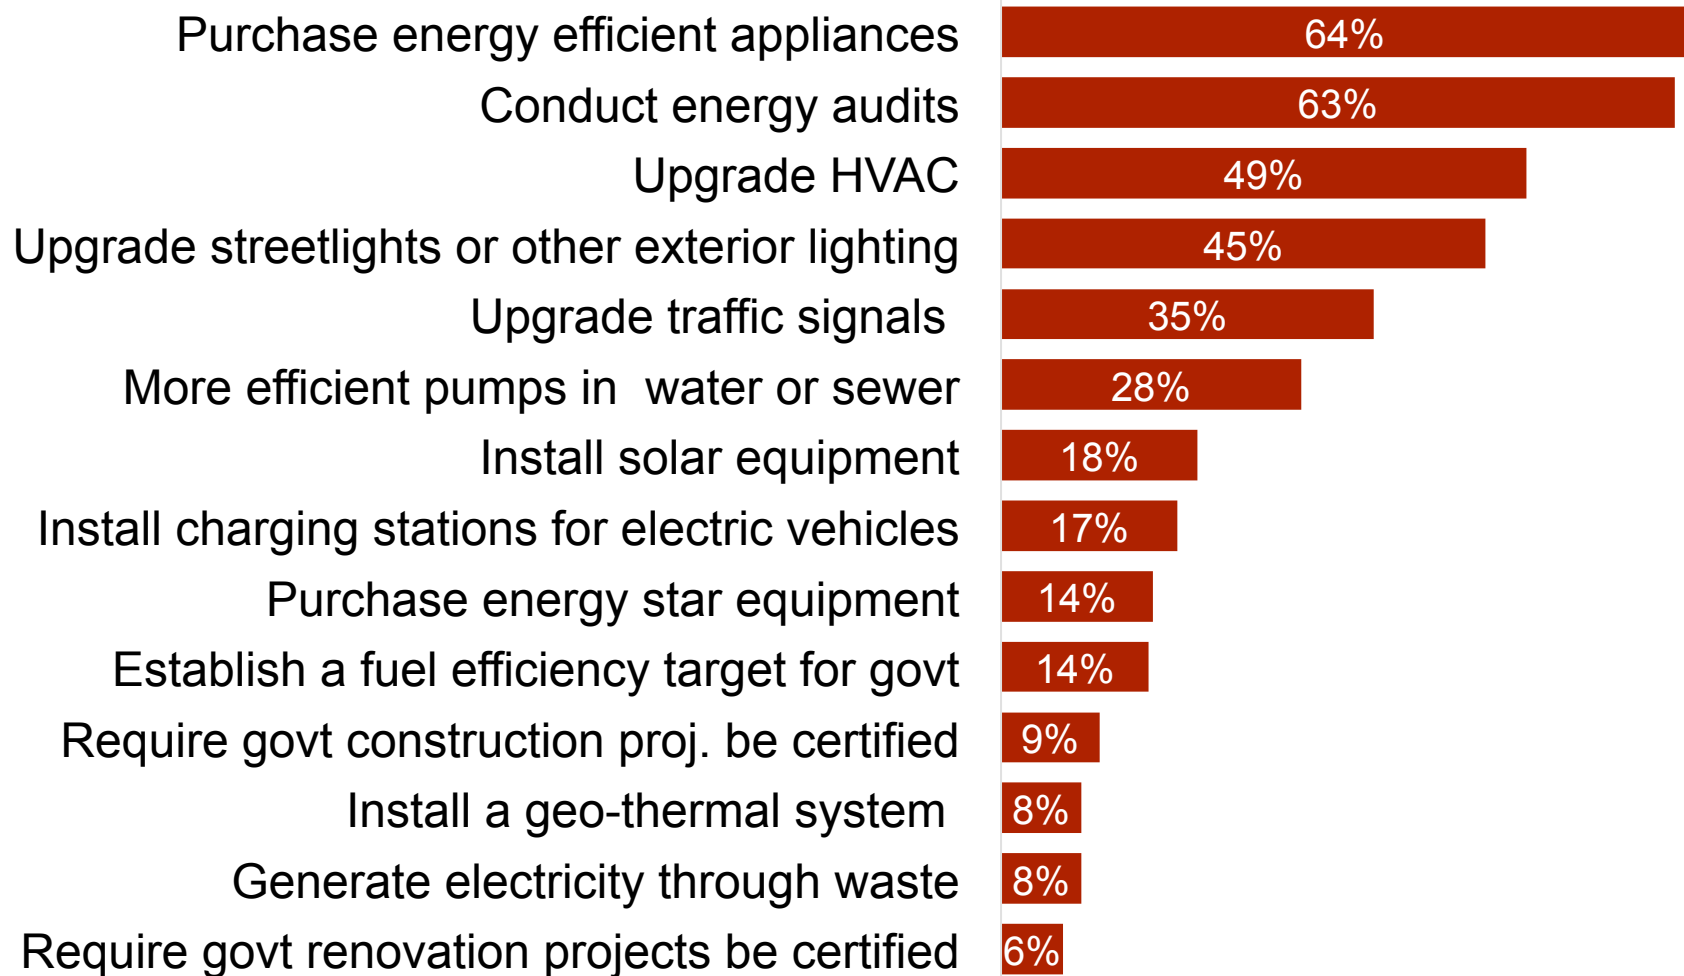 Purchase energy efficient appliances 64%
Conduct energy audits 63%
Upgrade HVAC 49%
Upgrade streetlights or other exterior lighting 45%
Upgrade traffic signals 35%
More efficient pumps in  water or sewer 28%
Install solar equipment 18%
Install charging stations for electric vehicles 17%
Purchase energy star equipment 14%
Establish a fuel efficiency target for govt 14%
Require govt construction proj. be certified 9%
Install a geo-thermal system 8%
Generate electricity through waste 8%
Require govt renovation projects be certified 6%